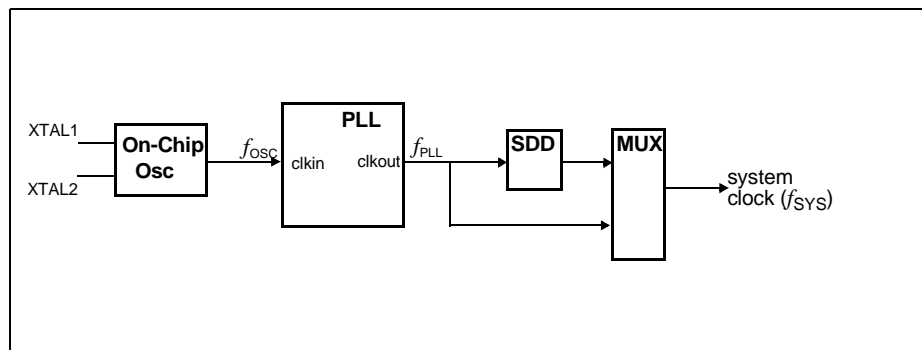 XTAL1
XTAL2
On-Chip
Osc
fOSC
PLL
clkin
clkout
fPLL
SDD
MUX
system
clock (fSYS)